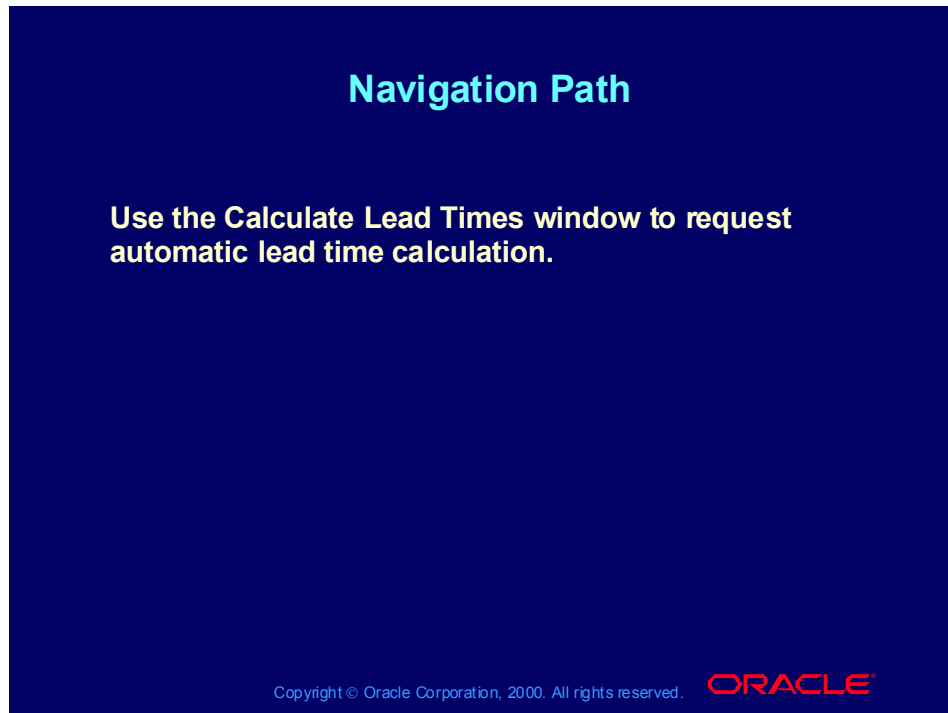 Navigation Path
Use the Calculate Lead Times window to request
automatic lead time calculation.
Copyright © Oracle Corporation, 2000. All rights reserved.
ORACLE®